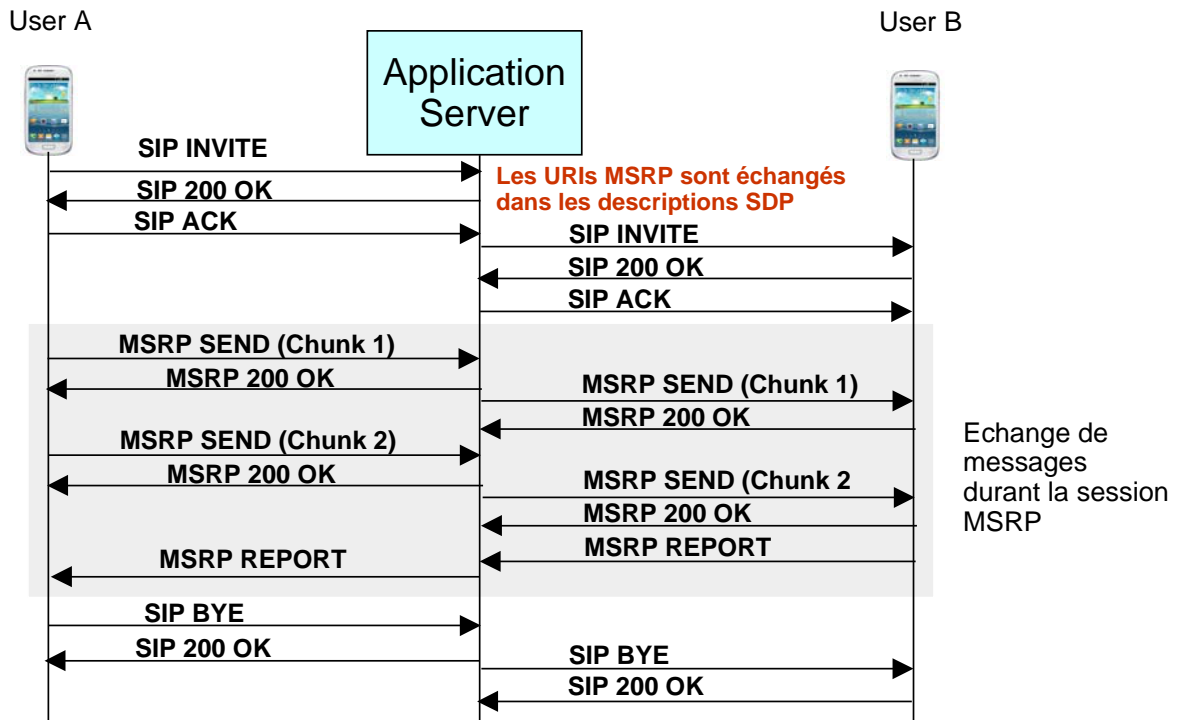 User A
User B
Application
Server
SIP INVITE
Les URIs MSRP sont échangés
dans les descriptions SDP
SIP 200 OK
SIP ACK
SIP INVITE
SIP 200 OK
SIP ACK
MSRP SEND (Chunk 1)
MSRP 200 OK
MSRP SEND (Chunk 1)
MSRP 200 OK
MSRP SEND (Chunk 2)
MSRP 200 OK
MSRP SEND (Chunk 2
MSRP 200 OK
MSRP REPORT
MSRP REPORT
Echange de
messages
durant la session
MSRP
SIP BYE
SIP 200 OK
SIP BYE
SIP 200 OK